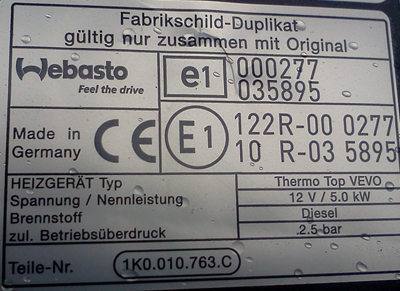 Fabrikschild-Duplikat
gültig nur zusammen mit Original
Webasto
Feel the drive
e1 000277
035895
Made in
Germany
CE
E1 122R-00 0277
10 R-03 5895
HEIZGERÄT Typ Thermo Top VEVO
Spannung / Nennleistung 12 V / 5.0 kW
Brennstoff Diesel
zul. Betriebsüberdruck 2.5 bar
Teile-Nr. 1K0.010.763.C